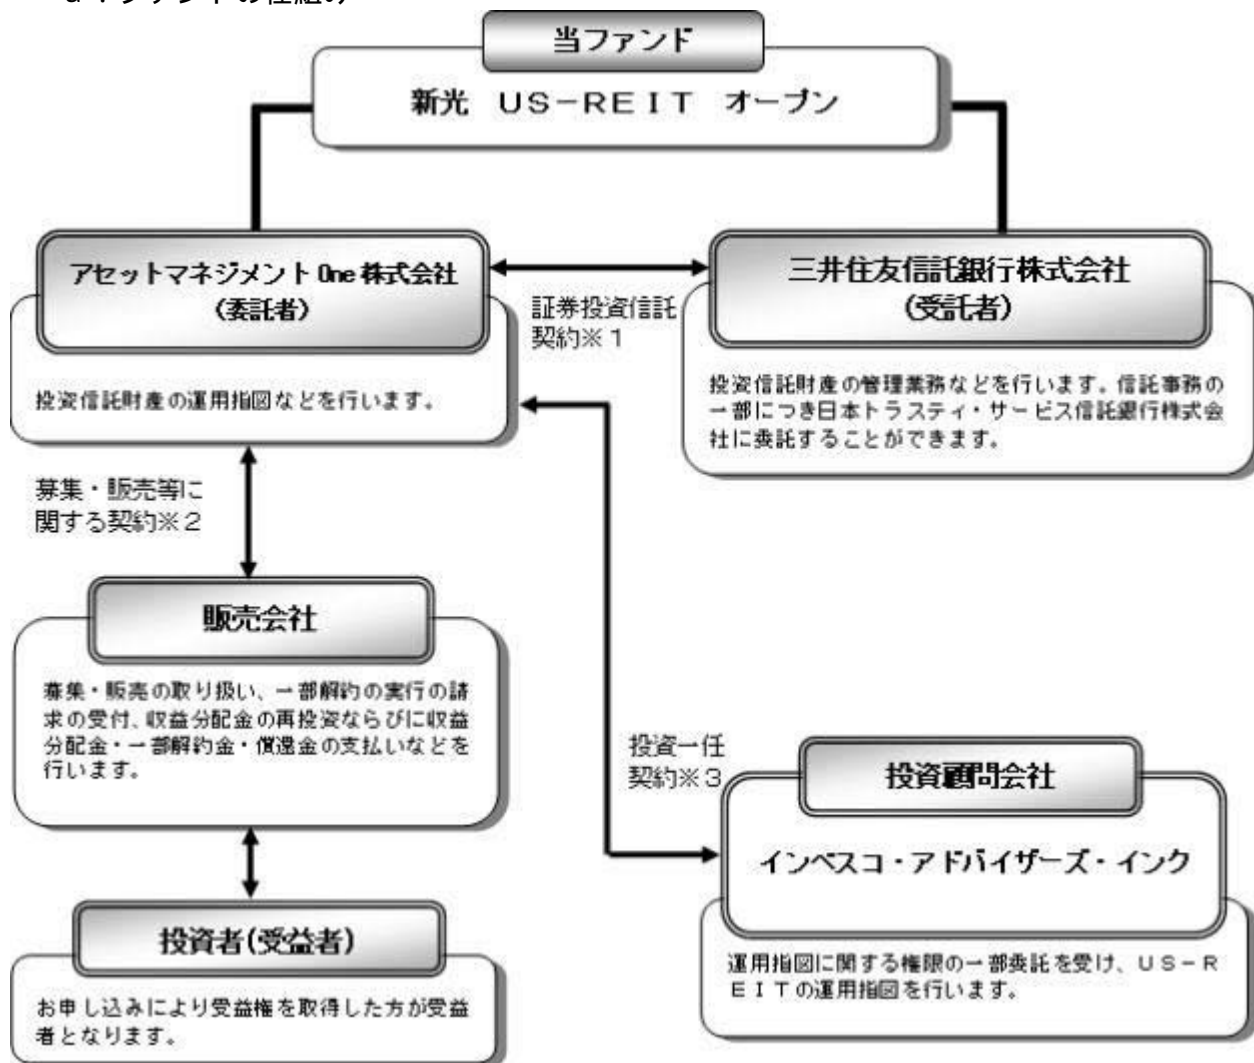 当ファンド
新光 ＵＳ－ＲＥＩＴ オープン
アセットマネジメント One 株式会社
（委託者）
投資信託財産の運用指図などを行います。
証券投資信託
契約※１
三井住友信託銀行株式会社
（受託者）
投資信託財産の管理業務などを行います。信託事務の
一部につき日本トラスティ・サービス信託銀行株式会
社に委託することができます。
募集・販売等に
関する契約※２
販売会社
募集・販売の取り扱い、一部解約の実行の請
求の受付、収益分配金の再投資ならびに収益
分配金・一部解約金・償還金の支払いなどを
行います。
投資一任
契約※３
投資顧問会社
インベスコ・アドバイザーズ・インク
運用指図に関する権限の一部委託を受け、ＵＳ－Ｒ
ＥＩＴの運用指図を行います。
投資者(受益者)
お申し込みにより受益権を取得した方が受益
者となります。